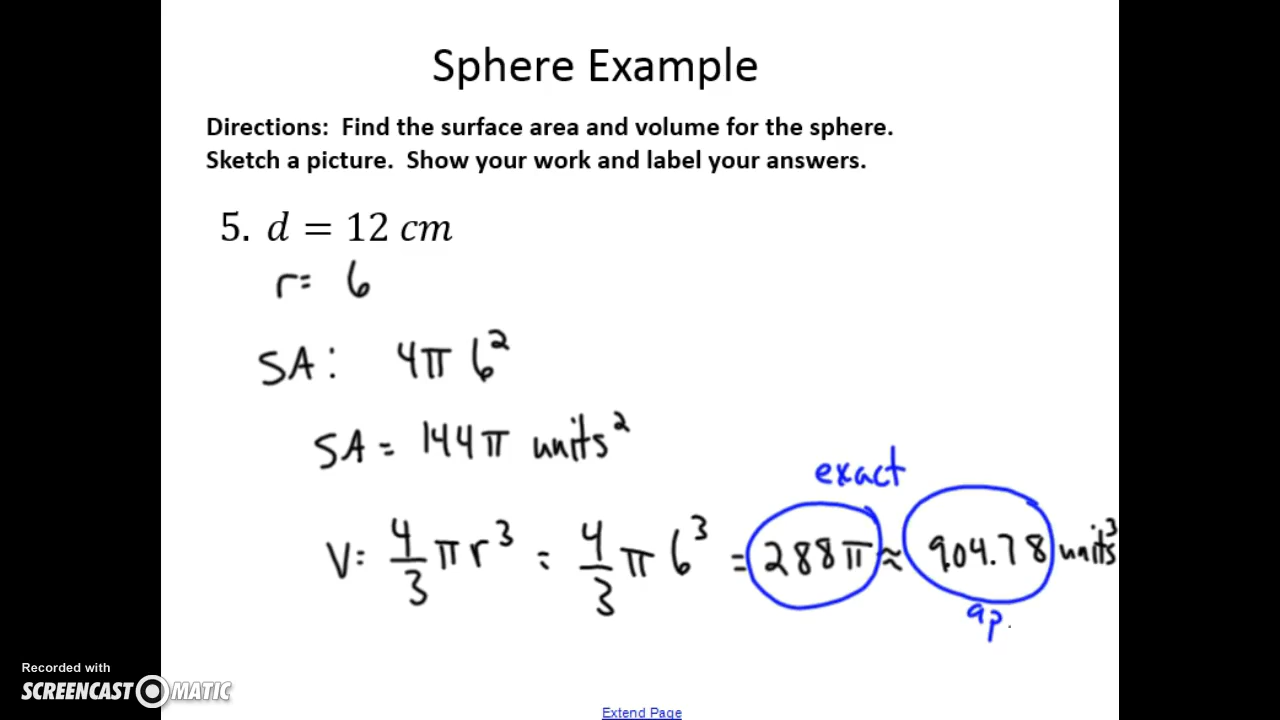 Sphere Example
Directions: Find the surface area and volume for the sphere.
Sketch a picture. Show your work and label your answers.
5. d = 12 cm
r= 6
SA: 4π 6²
SA = 144π units²
exact
V= 4/3 πr³ = 4/3 π 6³ = 288π ≈ 904.78 units³
ap.
Recorded with
SCREENCAST MATIC
Extend Page